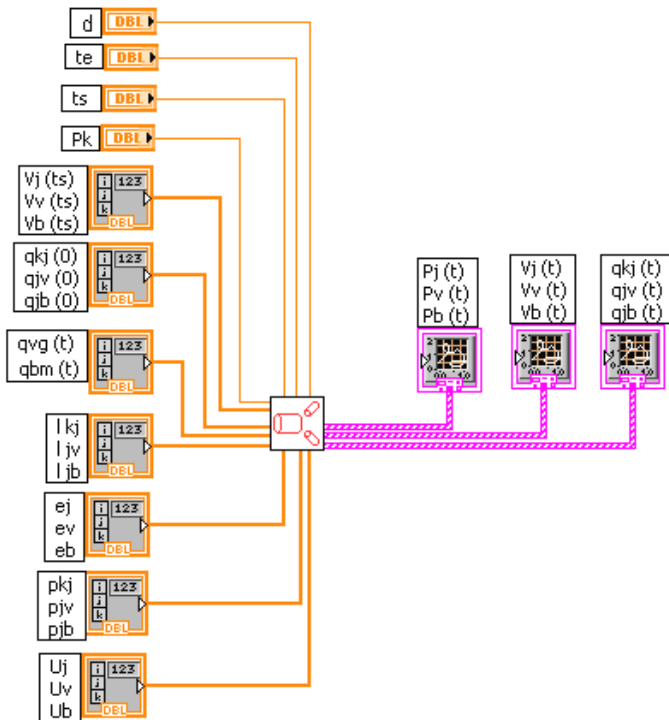 d
DBL
te
DBL
ts
DBL
Pk
DBL
Vj (ts)
Vv (ts)
Vb (ts)
i
j
k
123
DBL
qkj (0)
qjv (0)
qjb (0)
i
j
k
123
DBL
qvg (t)
qbm (t)
i
j
k
123
DBL
l kj
l jv
l jb
i
j
k
123
DBL
ej
ev
eb
i
j
k
123
DBL
pkj
pjv
pjb
i
j
k
123
DBL
Uj
Uv
Ub
i
j
k
123
DBL
Pj (t)
Pv (t)
Pb (t)
Vj (t)
Vv (t)
Vb (t)
qkj (t)
qjv (t)
qjb (t)